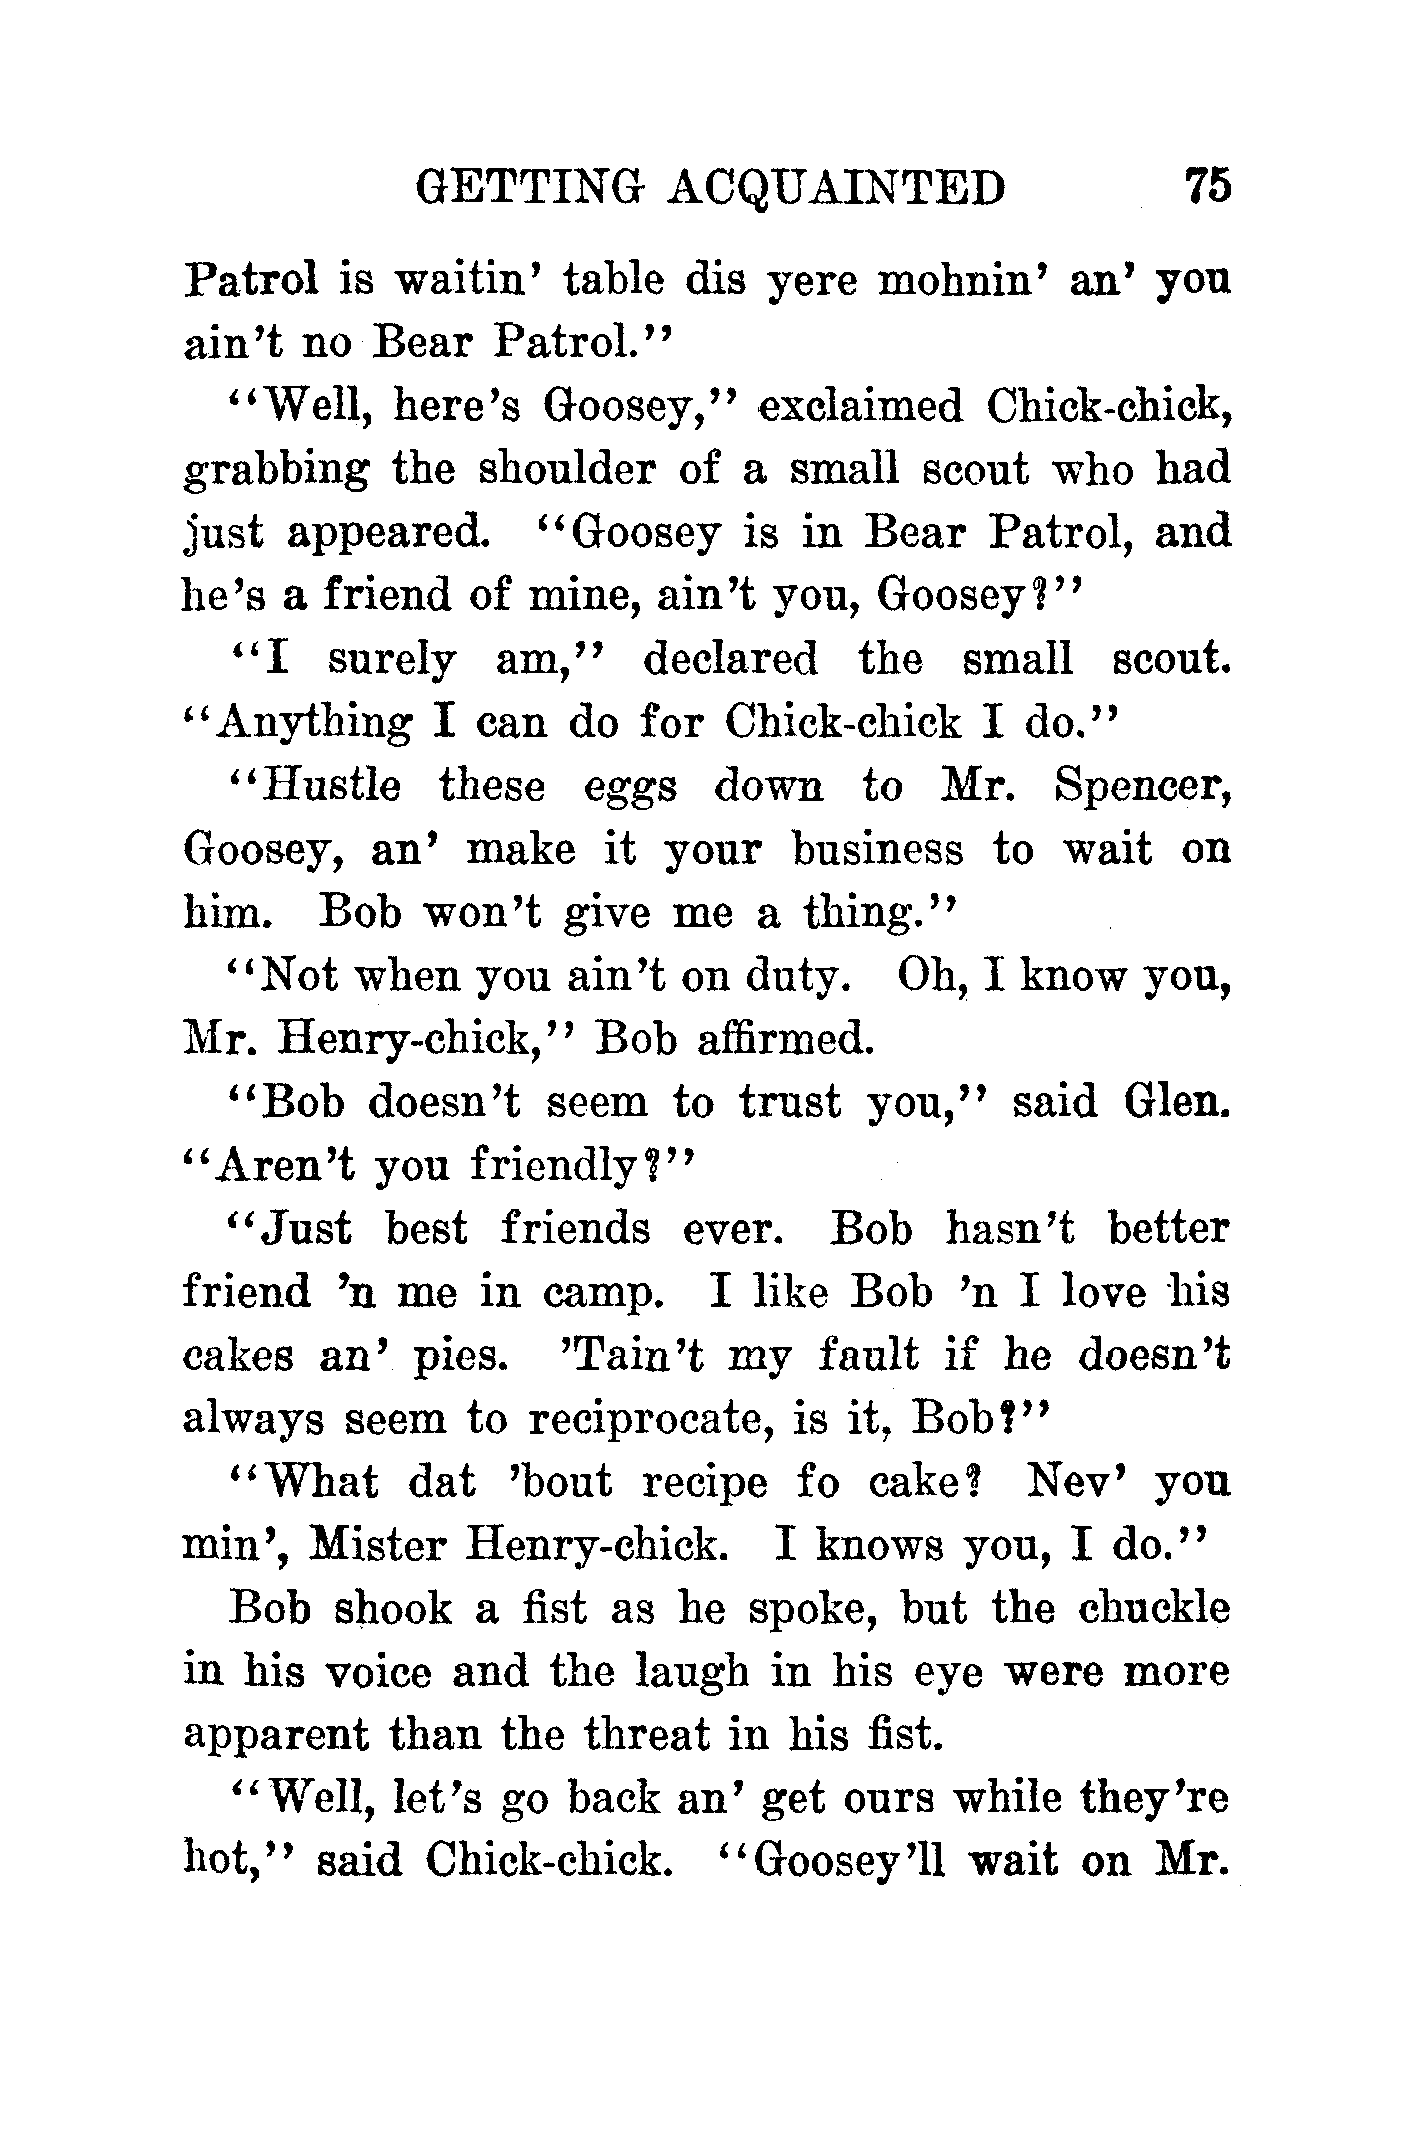 GETTING ACQUAINTED 75
Patrol is waitin' table dis yere mohnin' an' you
ain't no Bear Patrol."
"Well, here's Goosey," exclaimed Chick-chick,
grabbing the shoulder of a small scout who had
just appeared. "Goosey is in Bear Patrol, and
he's a friend of mine, ain't you, Goosey?"
"I surely am," declared the small scout.
"Anything I can do for Chick-chick I do."
"Hustle these eggs down to Mr. Spencer,
Goosey, an' make it your business to wait on
him. Bob won't give me a thing."
"Not when you ain't on duty. Oh, I know you,
Mr. Henry-chick," Bob affirmed.
"Bob doesn't seem to trust you," said Glen.
"Aren't you friendly?"
"Just best friends ever. Bob hasn't better
friend 'n me in camp. I like Bob 'n I love his
cakes an' pies. 'Tain't my fault if he doesn't
always seem to reciprocate, is it, Bob?"
"What dat 'bout recipe fo cake? Nev' you
min', Mister Henry-chick. I knows you, I do."
Bob shook a fist as he spoke, but the chuckle
in his voice and the laugh in his eye were more
apparent than the threat in his fist.
"Well, let's go back an' get ours while they're
hot," said Chick-chick. "Goosey'll wait on Mr.